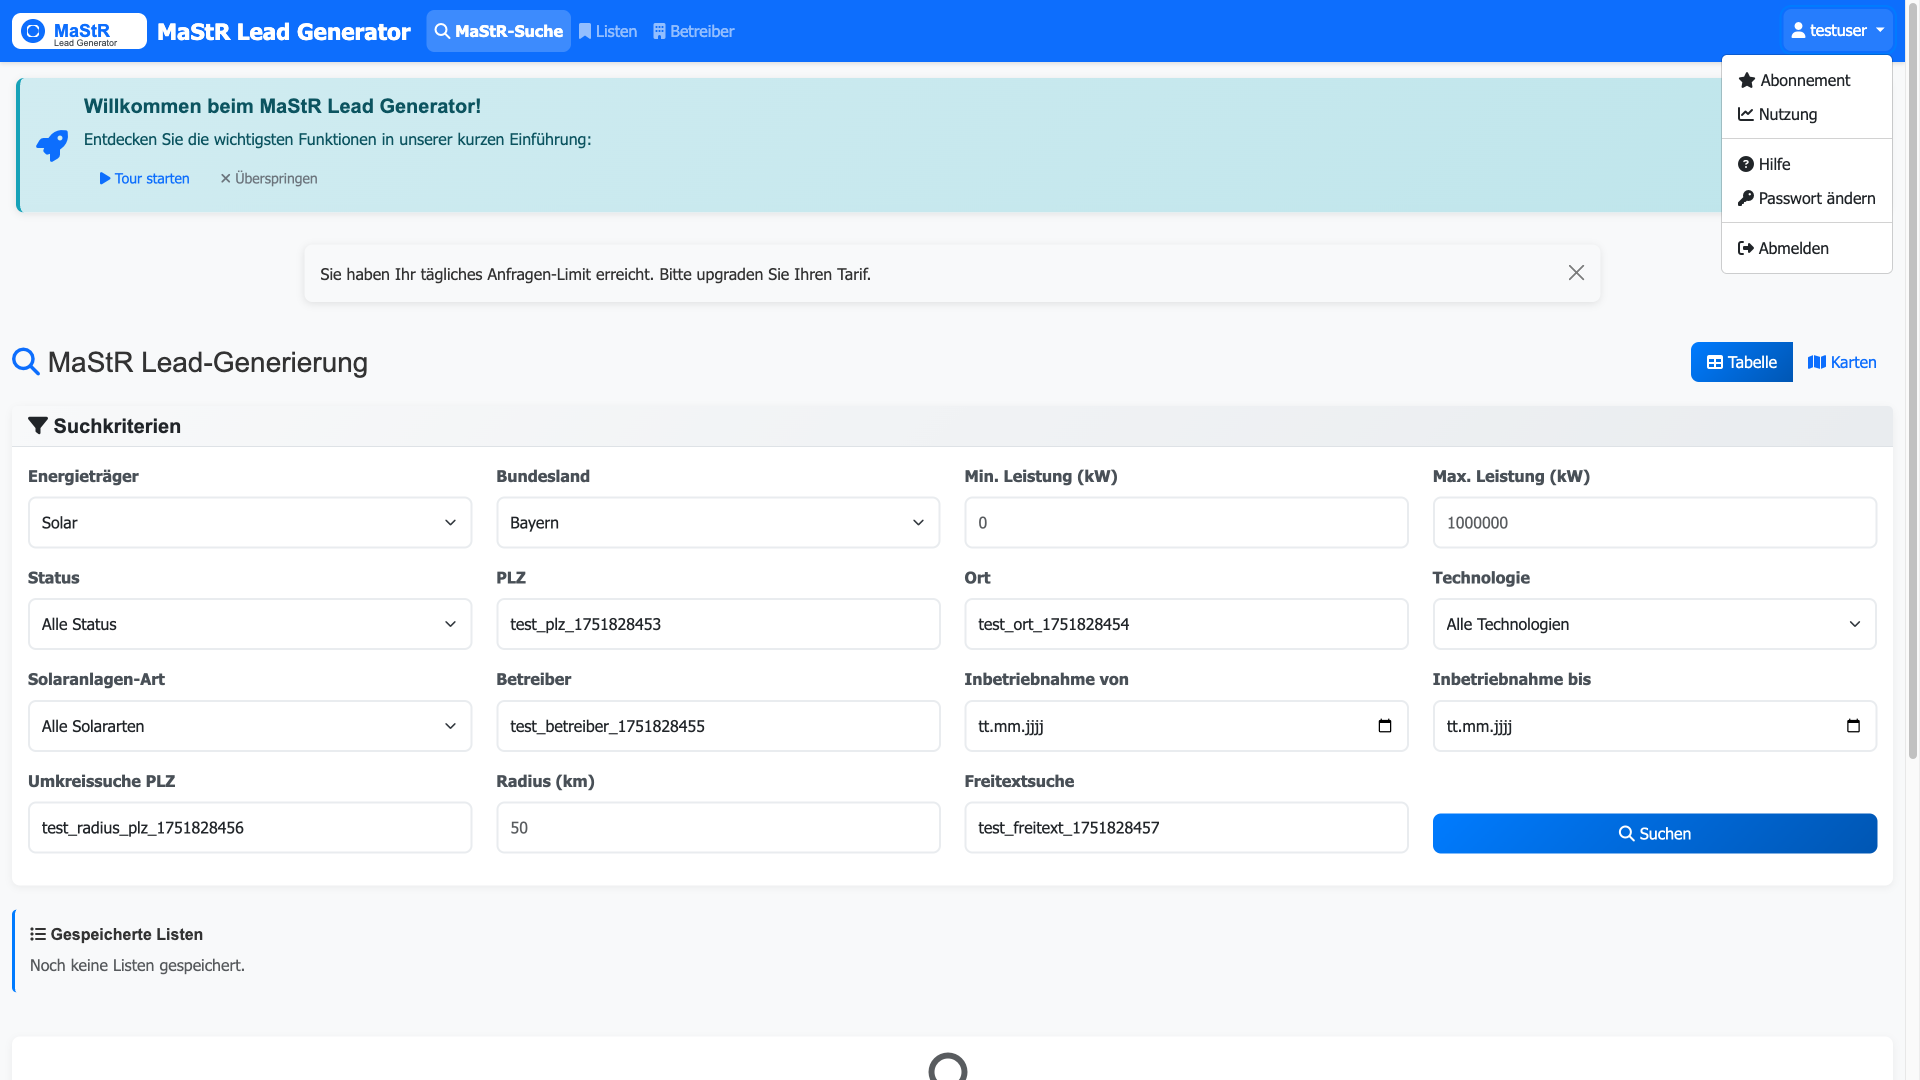 MaStR
Lead Generator
MaStR Lead Generator
MaStR-Suche
Listen
Betreiber
testuser
Abonnement
Nutzung
Hilfe
Passwort ändern
Abmelden
Willkommen beim MaStR Lead Generator!
Entdecken Sie die wichtigsten Funktionen in unserer kurzen Einführung:
Tour starten
Überspringen
Sie haben Ihr tägliches Anfragen-Limit erreicht. Bitte upgraden Sie Ihren Tarif.
MaStR Lead-Generierung
Tabelle
Karten
Suchkriterien
Energieträger
Bundesland
Min. Leistung (kW)
Max. Leistung (kW)
Solar
Bayern
0
1000000
Status
PLZ
Ort
Technologie
Alle Status
test_plz_1751828453
test_ort_1751828454
Alle Technologien
Solaranlagen-Art
Betreiber
Inbetriebnahme von
Inbetriebnahme bis
Alle Solararten
test_betreiber_1751828455
tt.mm.jjjj
tt.mm.jjjj
Umkreissuche PLZ
Radius (km)
Freitextsuche
test_radius_plz_1751828456
50
test_freitext_1751828457
Suchen
Gespeicherte Listen
Noch keine Listen gespeichert.